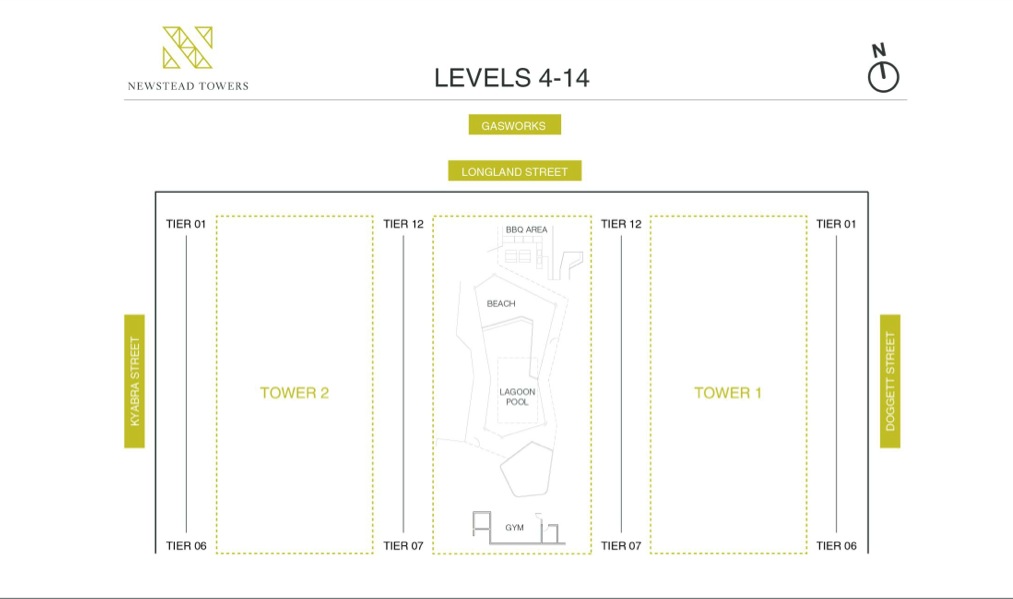 NEWSTEAD TOWERS
LEVELS 4-14
N
GASWORKS
LONGLAND STREET
TIER 01
TIER 12
BBQ AREA
TIER 12
TIER 01
BEACH
KYABRA STREET
TOWER 2
LAGOON
POOL
TOWER 1
DOGGETT STREET
GYM
TIER 06
TIER 07
TIER 07
TIER 06